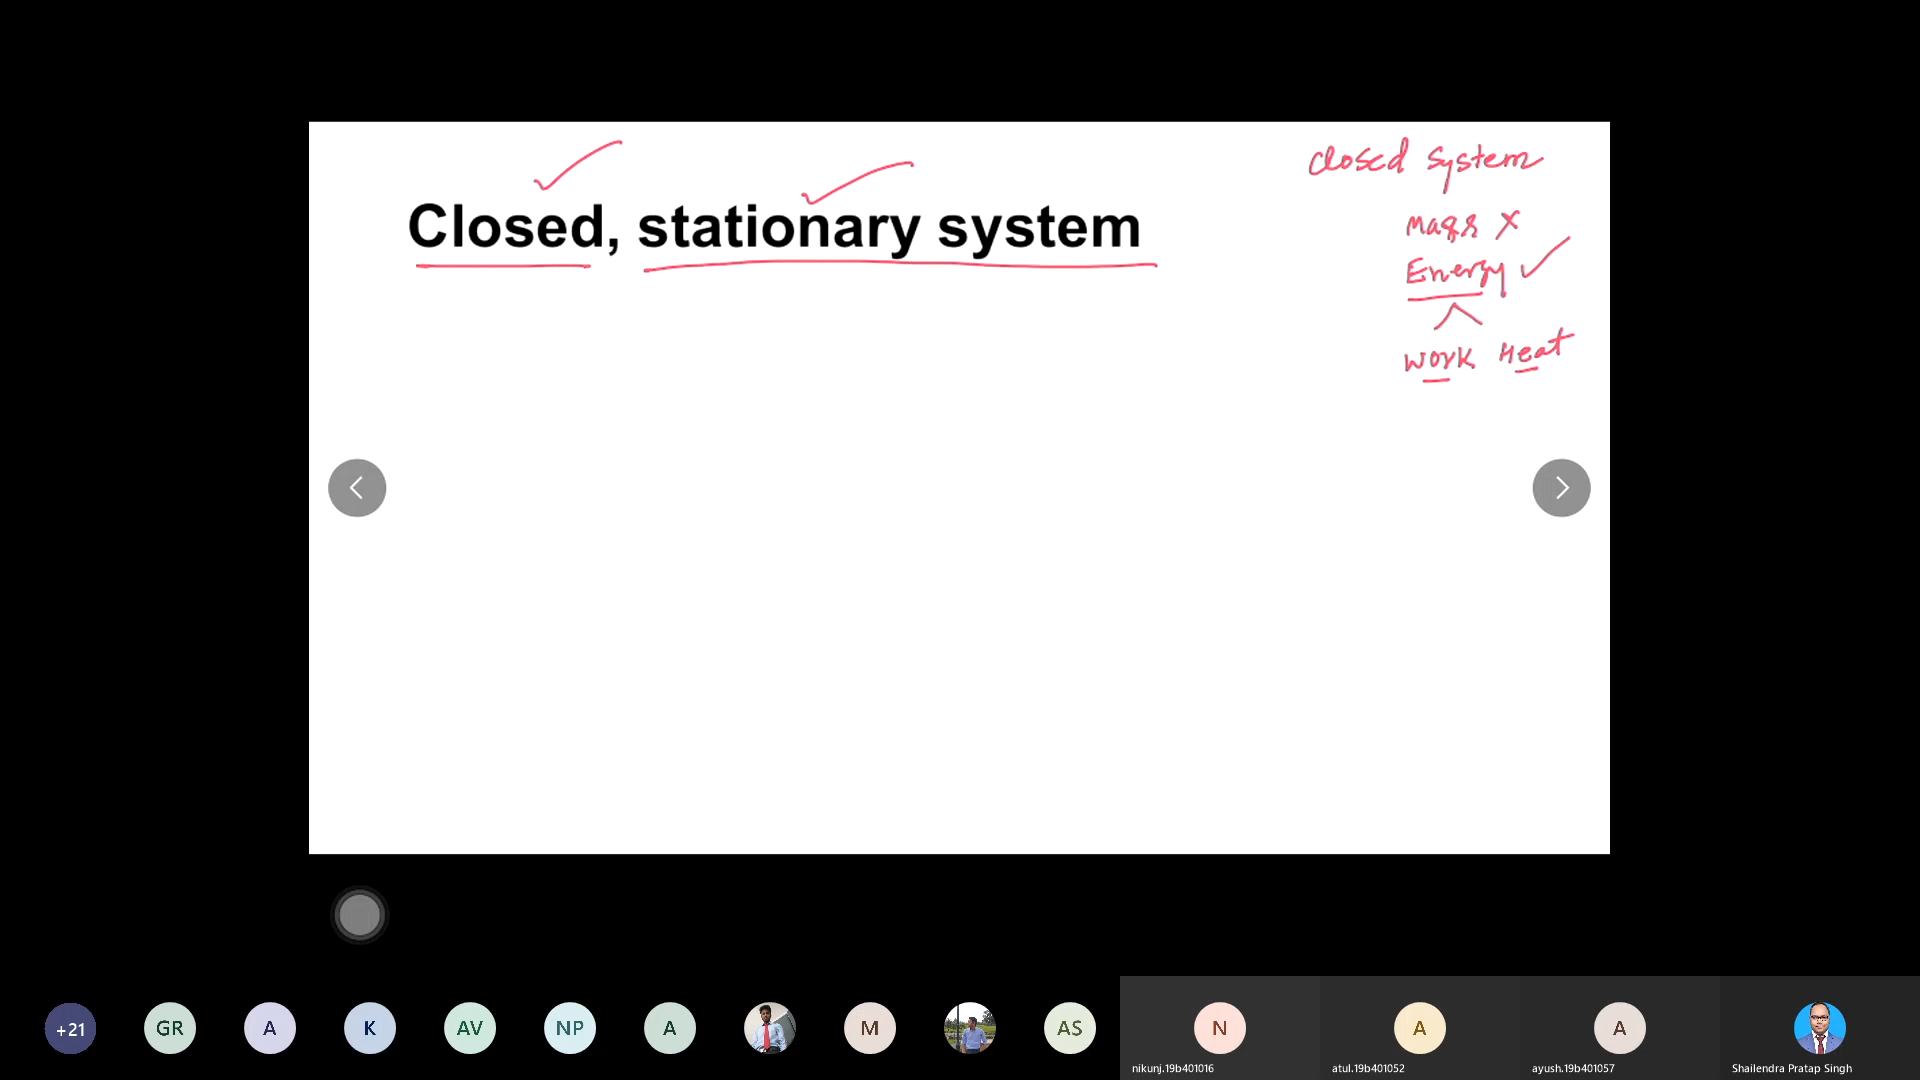 Closed, stationary system
closed system
mass X
Energy ✓
work Heat
+21
GR
A
K
AV
NP
A
M
AS
N
A
A
nikunj.19b401016
atul.19b401052
ayush.19b401057
Shailendra Pratap Singh